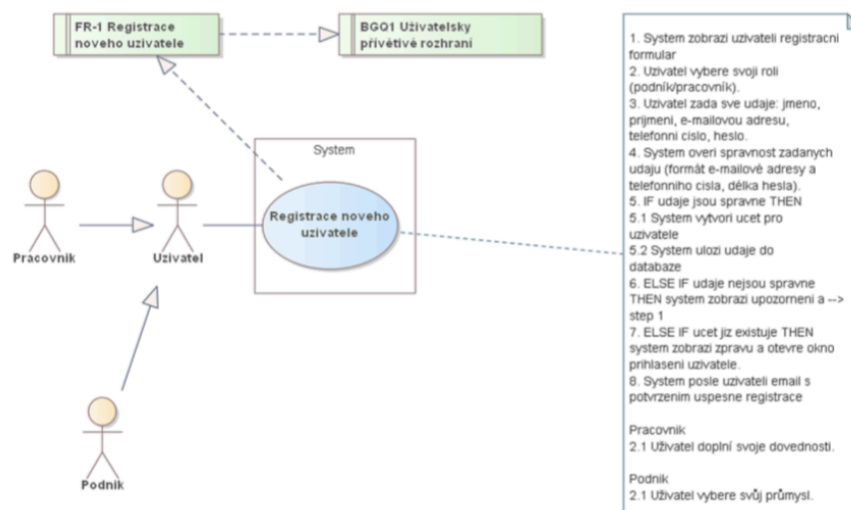 FR-1 Registrace
noveho uzivatele
BGQ1 Uživatelsky
přívětivé rozhraní
System
Registrace noveho
uzivatele
Pracovnik
Uzivatel
Podnik
1. System zobrazi uzivateli registracni
formular
2. Uzivatel vybere svoji roli
(podník/pracovník).
3. Uzivatel zada sve udaje: jmeno,
prijmeni, e-mailovou adresu,
telefonni cislo, heslo.
4. System overi spravnost zadanych
udaju (formát e-mailové adresy a
telefonniho cisla, délka hesla).
5. IF udaje jsou spravne THEN
5.1 System vytvori ucet pro
uzivatele
5.2 System ulozi udaje do
databaze
6. ELSE IF udaje nejsou spravne
THEN system zobrazi upozorneni a -->
step 1
7. ELSE IF ucet jiz existuje THEN
system zobrazi zpravu a otevre okno
prihlaseni uzivatele.
8. System posle uzivateli email s
potvrzenim uspesne registrace
Pracovnik
2.1 Uživatel doplní svoje dovednosti.
Podnik
2.1 Uživatel vybere svůj průmysl.